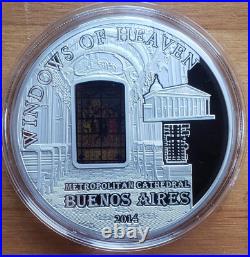 WINDOWS OF HEAVEN
METROPOLITAN CATHEDRAL
BUENOS AIRES
2014